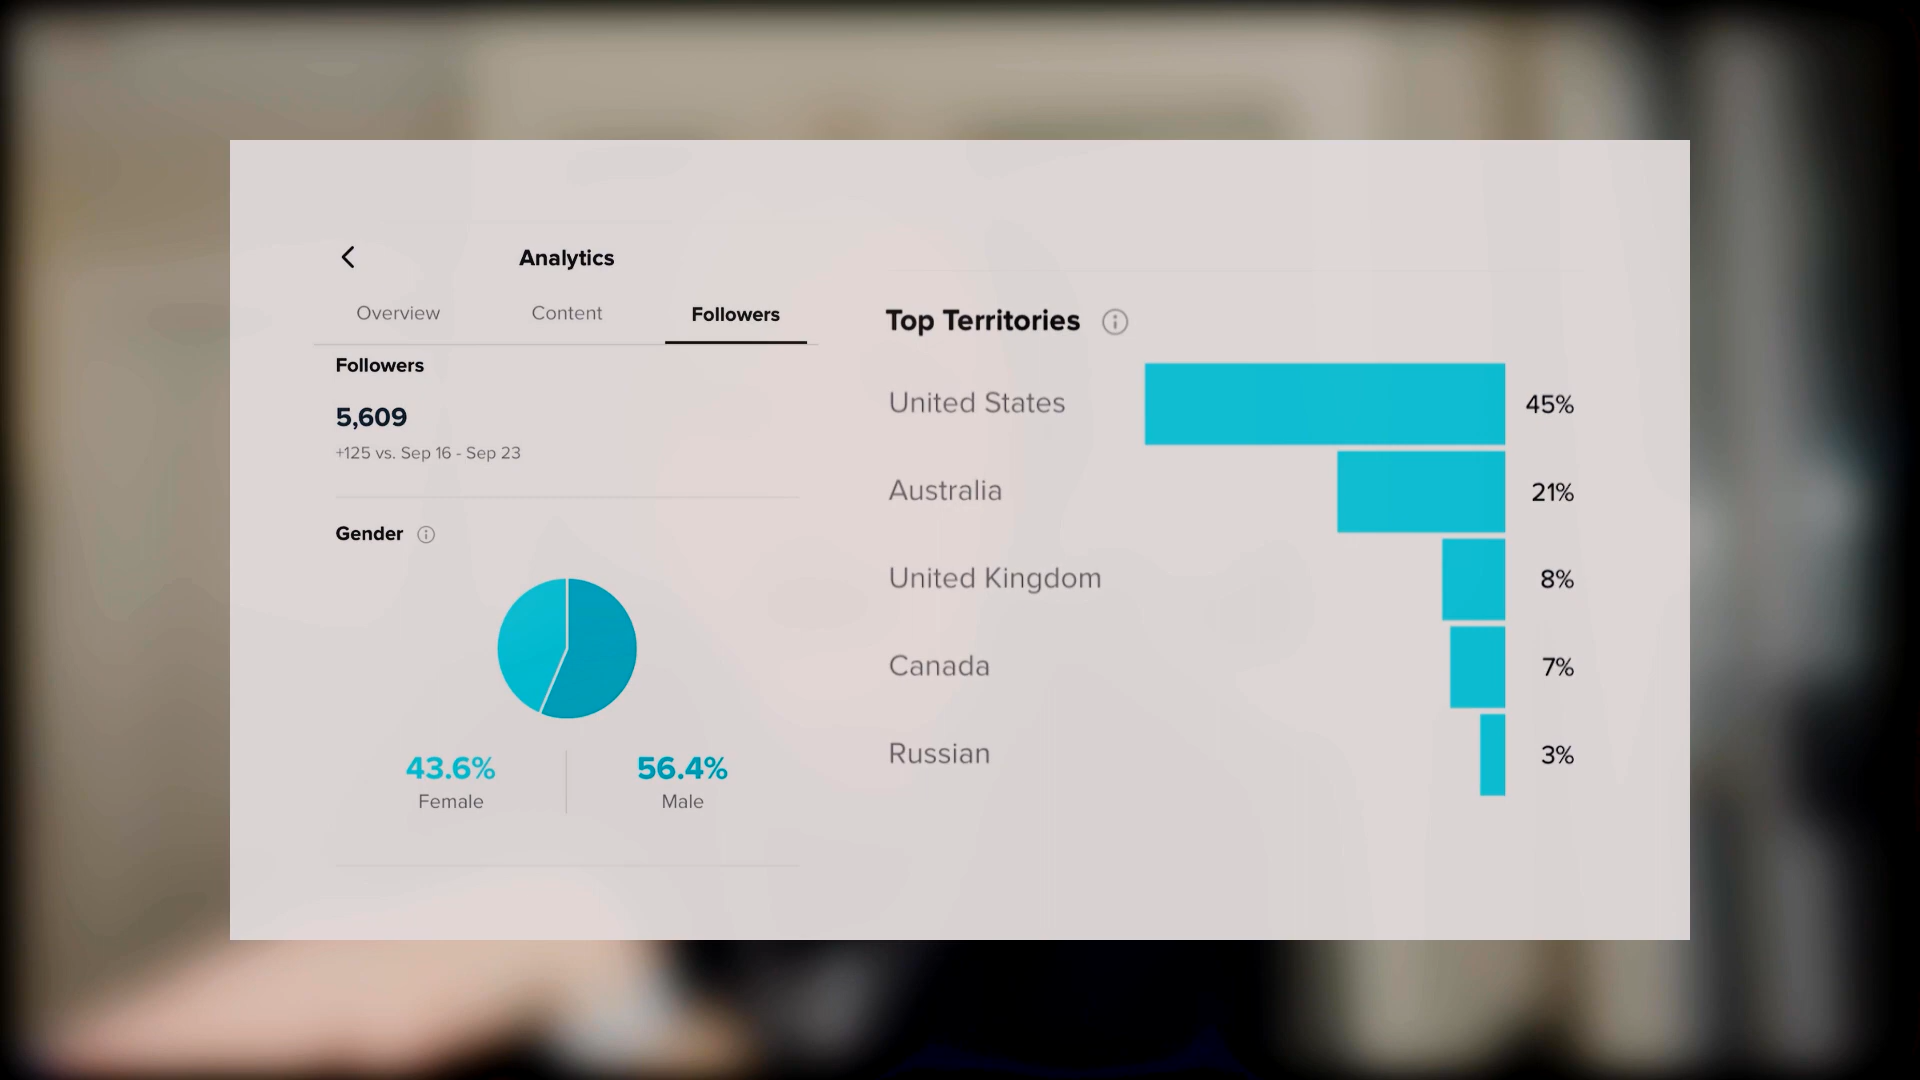 Analytics
Overview
Content
Followers
Followers
5,609
+125 vs. Sep 16 - Sep 23
Gender
43.6%
Female
56.4%
Male
Top Territories
United States
45%
Australia
21%
United Kingdom
8%
Canada
7%
Russian
3%